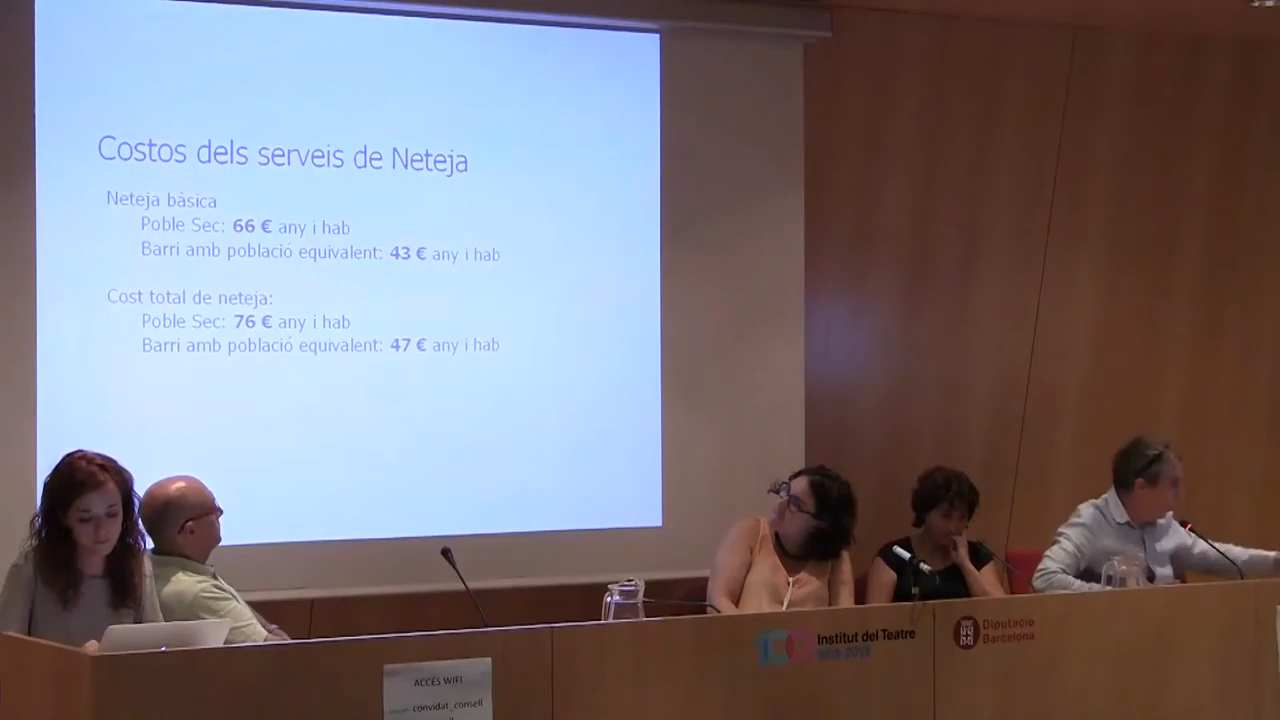 Costos dels serveis de Neteja
Neteja bàsica
Poble Sec: 66 € any i hab
Barri amb població equivalent: 43 € any i hab
Cost total de neteja:
Poble Sec: 76 € any i hab
Barri amb població equivalent: 47 € any i hab
Institut del Teatre
Diputació
Barcelona
ACCÉS WIFI
convidat_consell